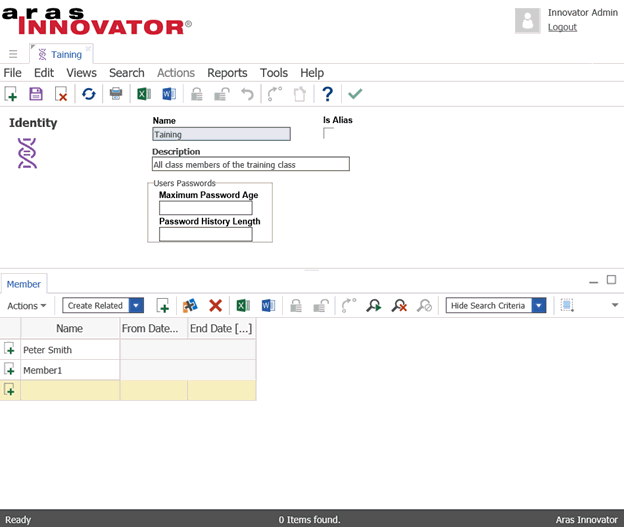 aras
INNOVATOR®
Innovator Admin
Logout
Taining
File Edit Views Search Actions Reports Tools Help
Identity
Name
Is Alias
Taining
Description
All class members of the training class
Users Passwords
Maximum Password Age
Password History Length
Member
Actions Create Related Hide Search Criteria
Name From Date... End Date [...]
Peter Smith
Member1
Ready 0 Items found. Aras Innovator